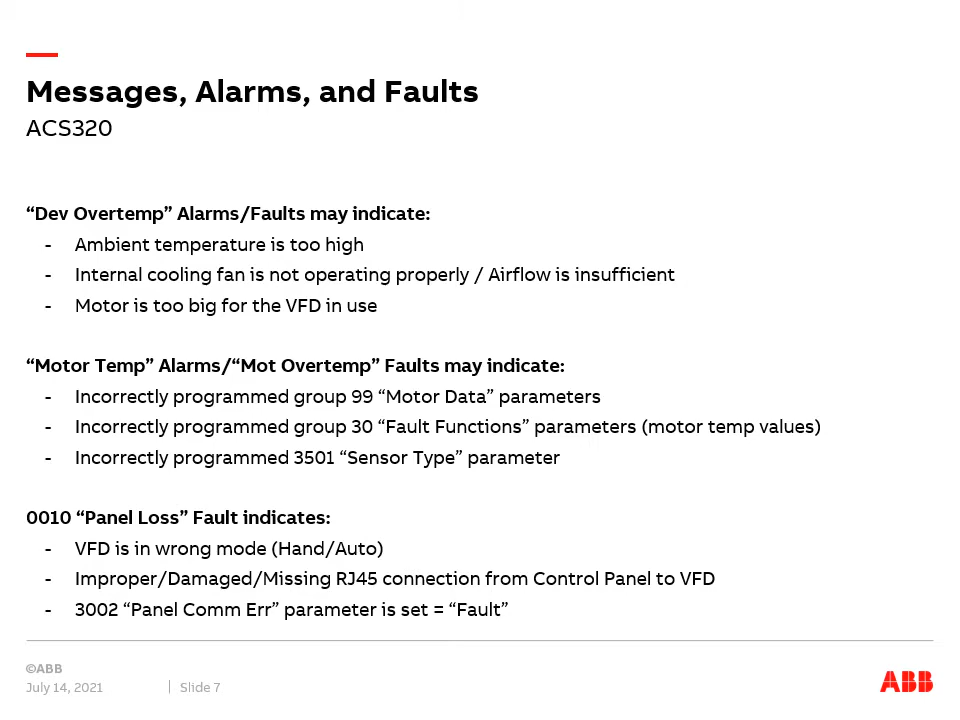 Messages, Alarms, and Faults
ACS320
“Dev Overtemp” Alarms/Faults may indicate:
- Ambient temperature is too high
- Internal cooling fan is not operating properly / Airflow is insufficient
- Motor is too big for the VFD in use
“Motor Temp” Alarms/“Mot Overtemp” Faults may indicate:
- Incorrectly programmed group 99 “Motor Data” parameters
- Incorrectly programmed group 30 “Fault Functions” parameters (motor temp values)
- Incorrectly programmed 3501 “Sensor Type” parameter
0010 “Panel Loss” Fault indicates:
- VFD is in wrong mode (Hand/Auto)
- Improper/Damaged/Missing RJ45 connection from Control Panel to VFD
- 3002 “Panel Comm Err” parameter is set = “Fault”
©ABB
July 14, 2021 | Slide 7
ABB